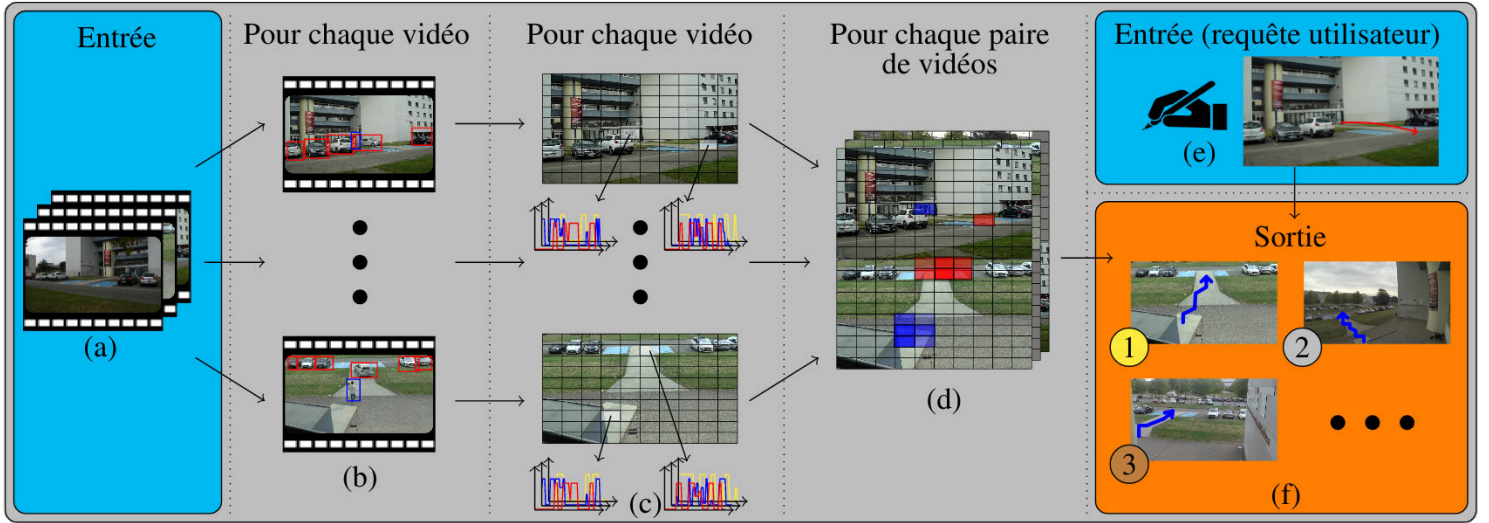 Entrée
(a)
Pour chaque vidéo
(b)
Pour chaque vidéo
(c)
Pour chaque paire
de vidéos
(d)
Entrée (requête utilisateur)
(e)
Sortie
1
2
3
(f)